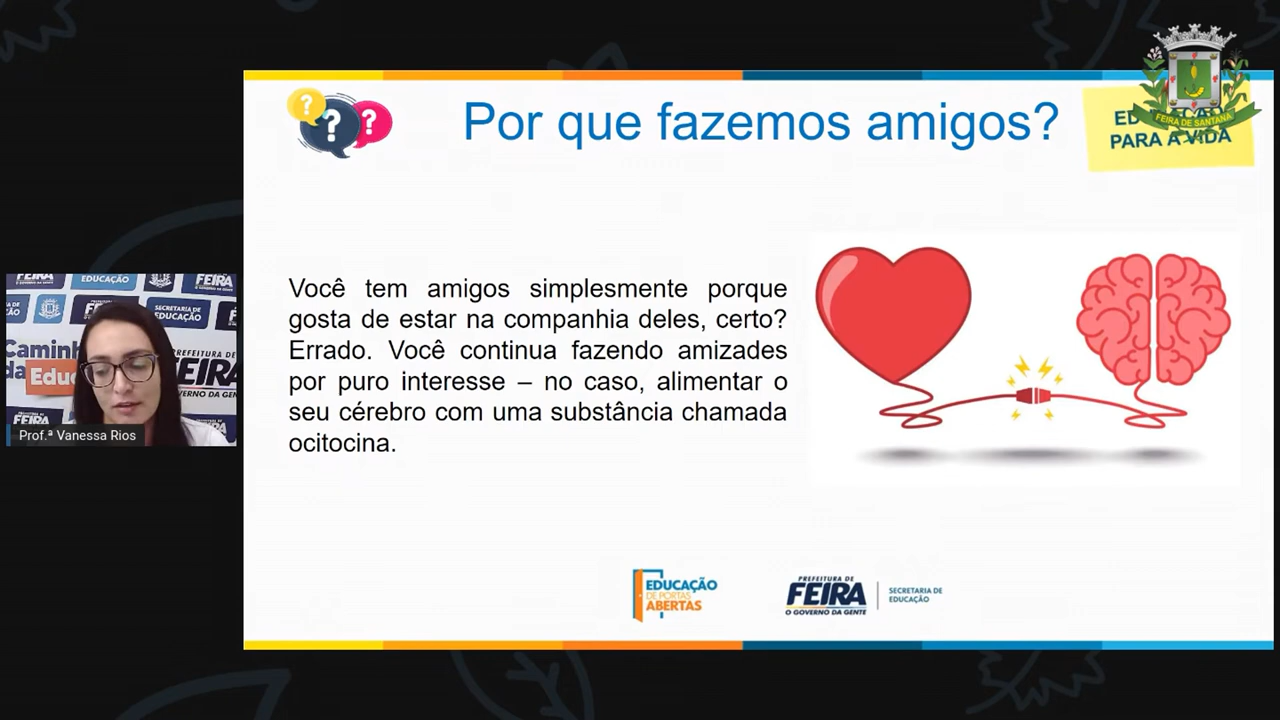 Por que fazemos amigos?
FEIRA DE SANTANA
PARA A VIDA
Você tem amigos simplesmente porque
gosta de estar na companhia deles, certo?
Errado. Você continua fazendo amizades
por puro interesse – no caso, alimentar o
seu cérebro com uma substância chamada
ocitocina.
FEIRA
EDUCAÇÃO
FEIRA
SECRETARIA DE
EDUCAÇÃO
PREFEITURA DE
FEIRA
Prof.ª Vanessa Rios
EDUCAÇÃO
DE PORTAS
ABERTAS
PREFEITURA DE
FEIRA
O GOVERNO DA GENTE
SECRETARIA DE
EDUCAÇÃO